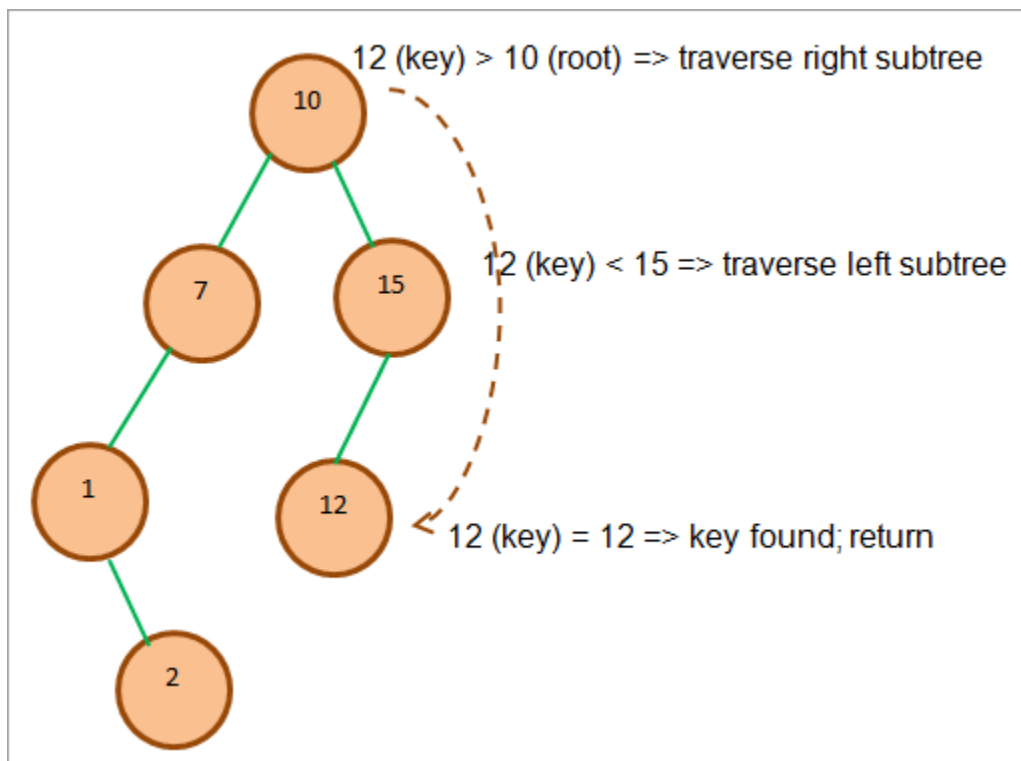 12 (key) > 10 (root) => traverse right subtree
10
12 (key) < 15 => traverse left subtree
7
15
1
12
12 (key) = 12 => key found; return
2